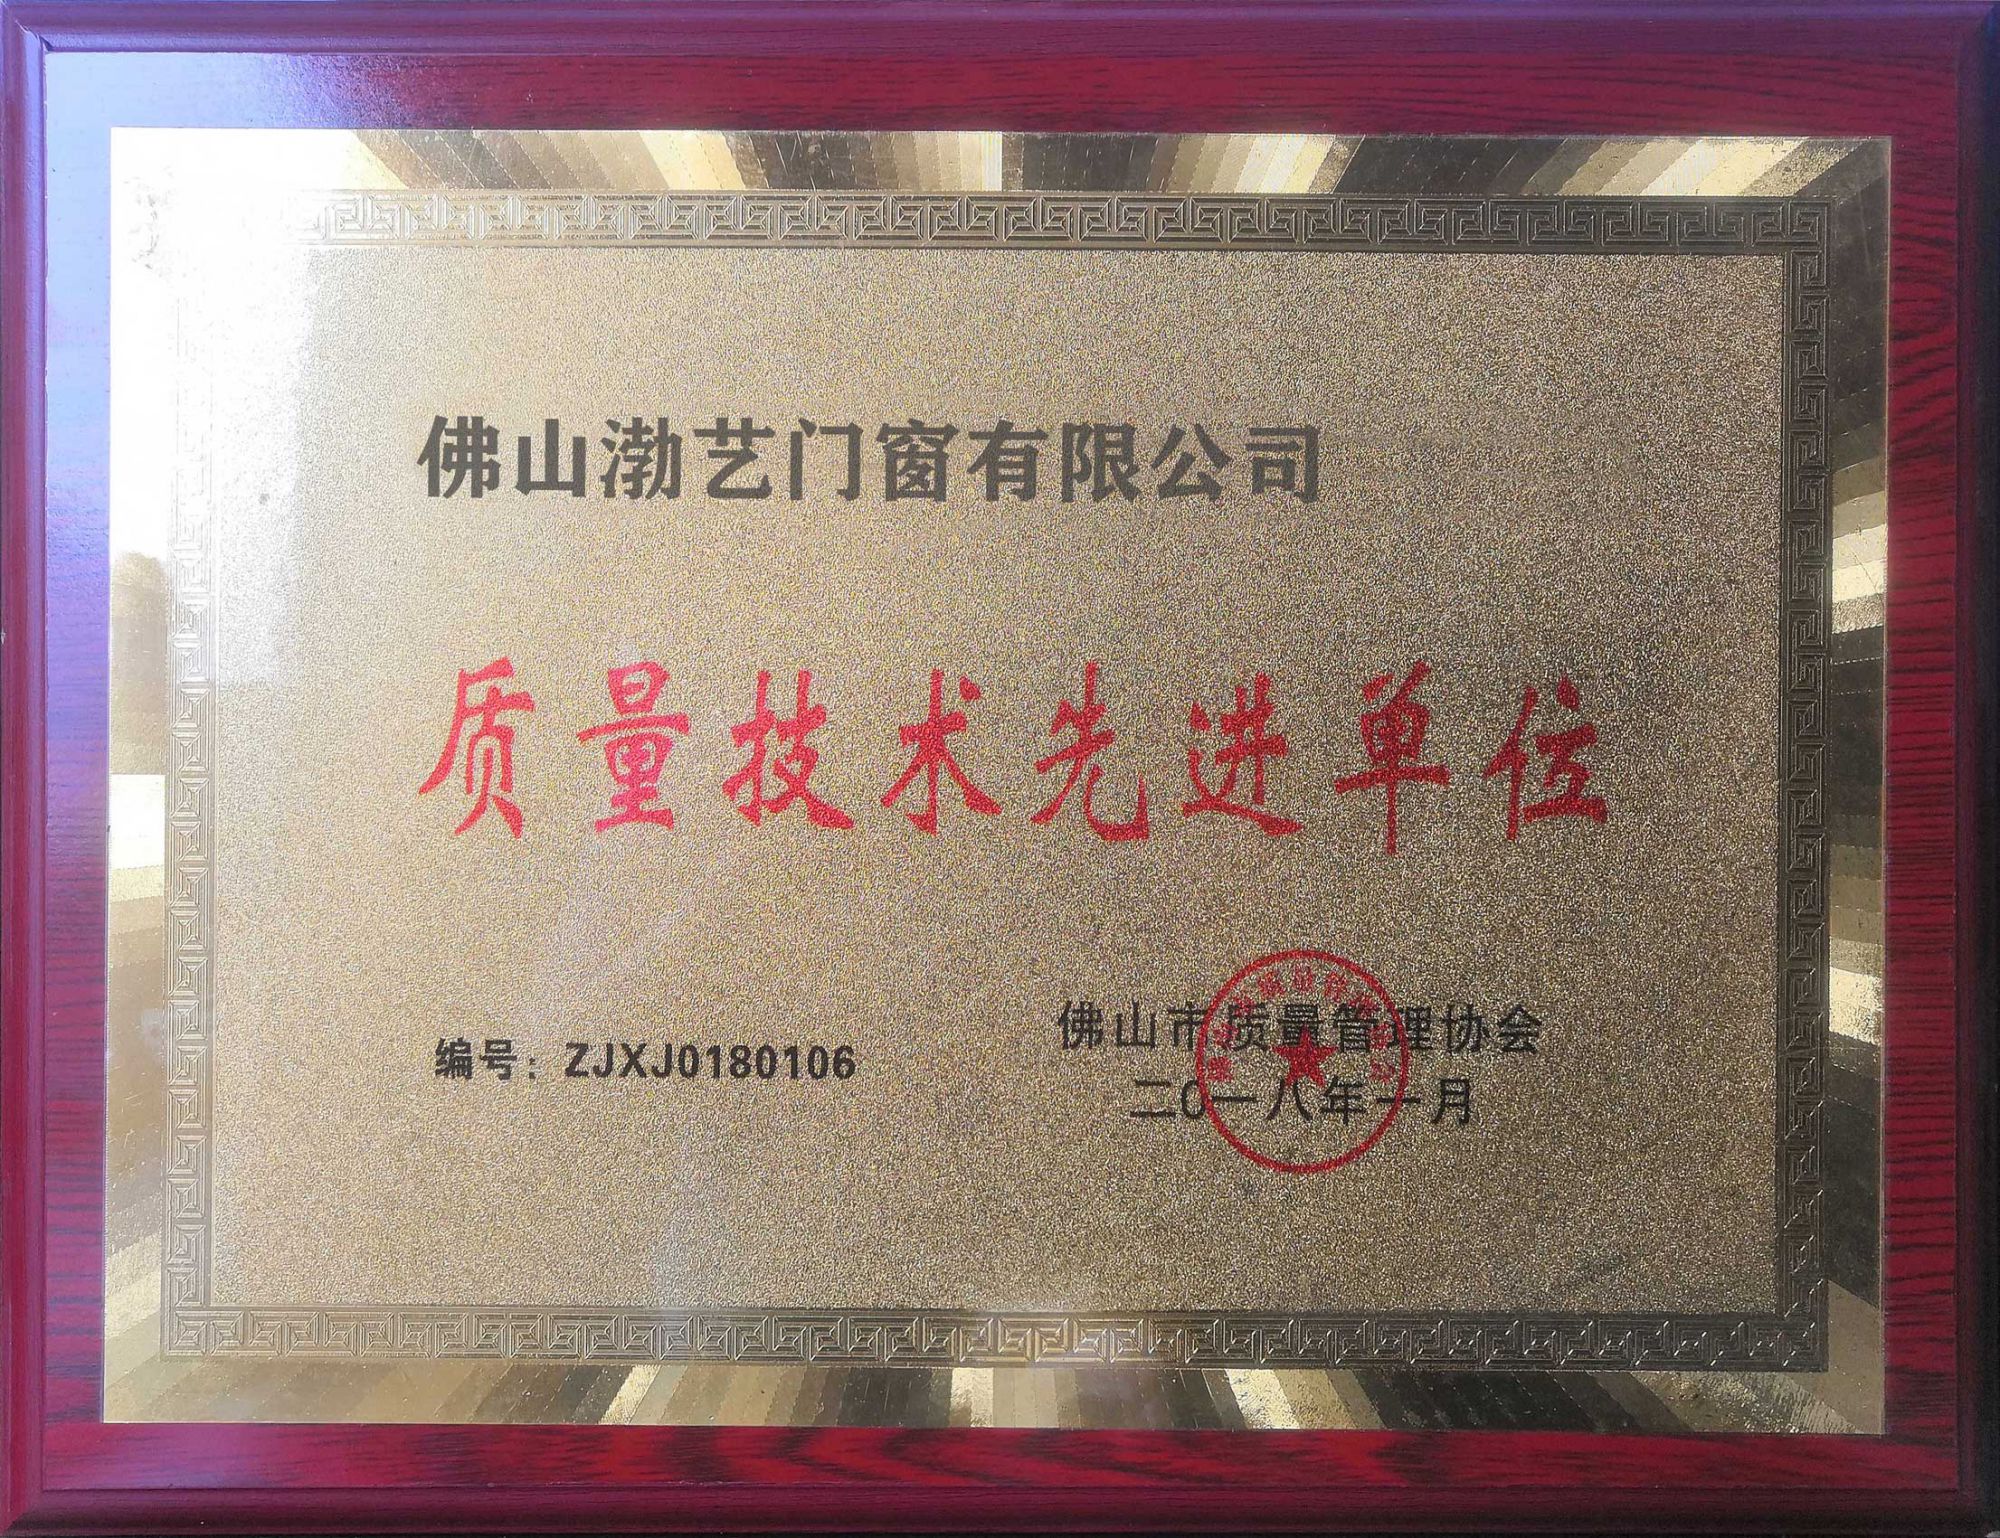 佛山渤艺门窗有限公司
质量技术先进单位
编号：ZJXJ0180106
佛山市质量管理协会
二0一八年一月